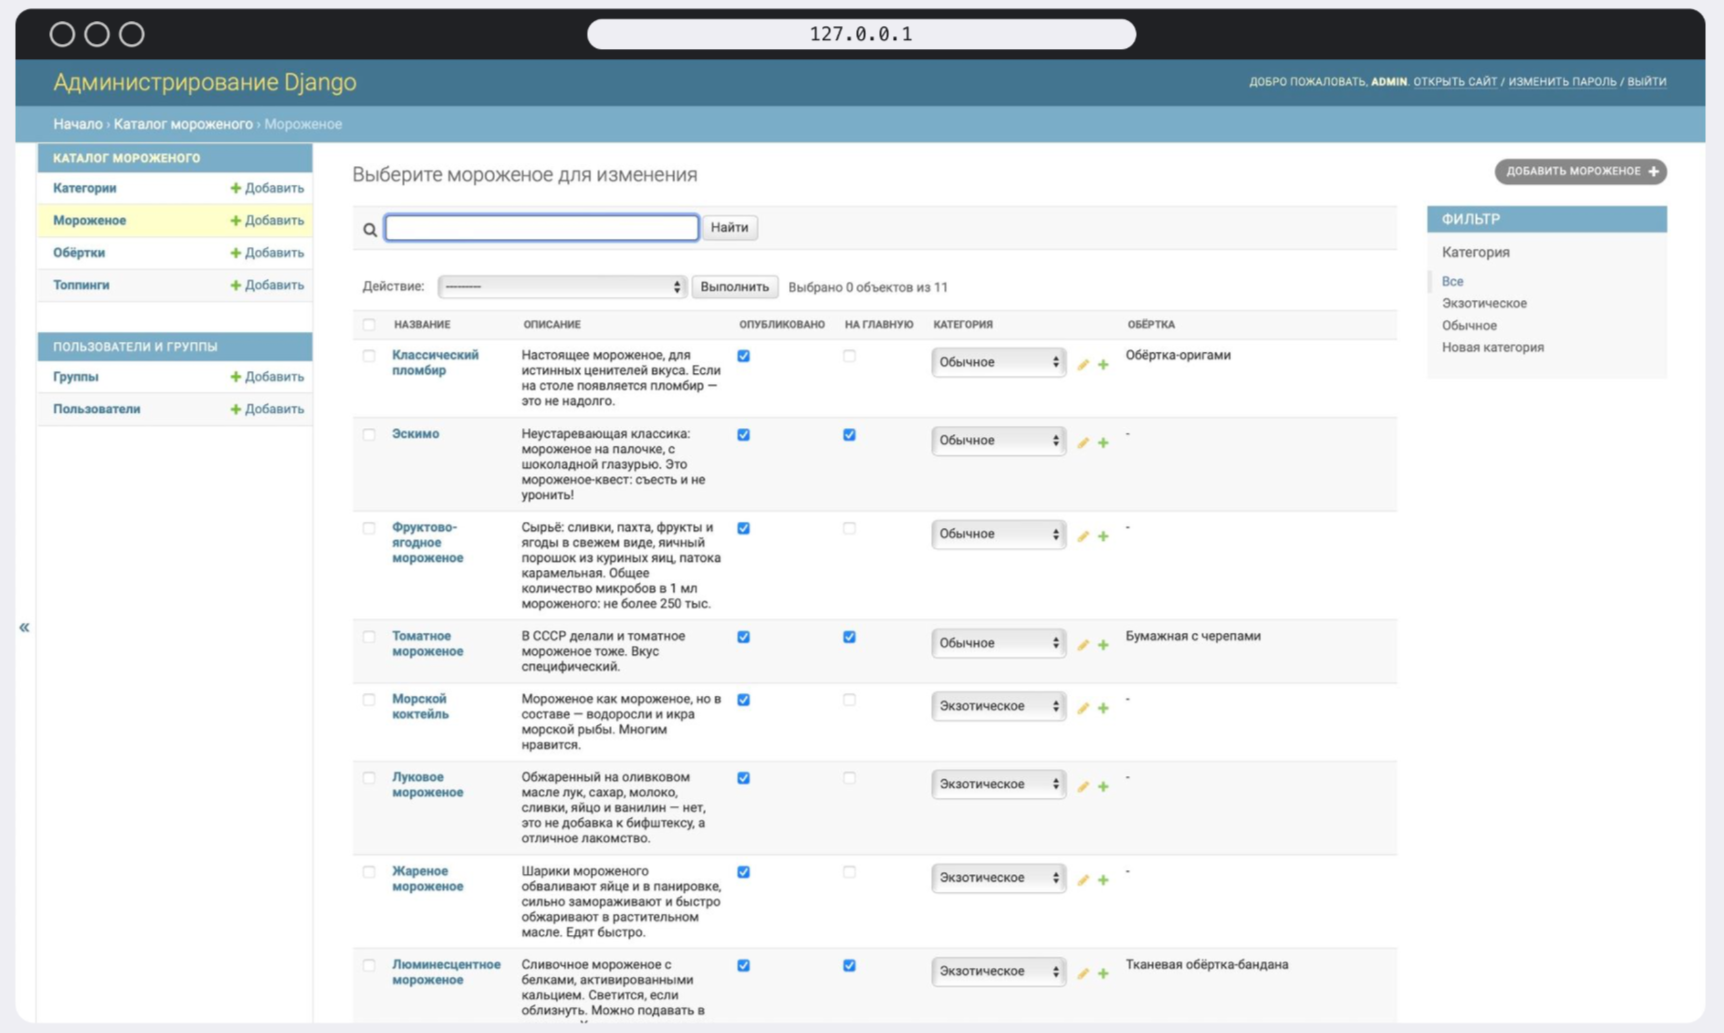 127.0.0.1
Администрирование Django
ДОБРО ПОЖАЛОВАТЬ, ADMIN. ОТКРЫТЬ САЙТ / ИЗМЕНИТЬ ПАРОЛЬ / ВЫЙТИ
Начало › Каталог мороженого › Мороженое
КАТАЛОГ МОРОЖЕНОГО
Категории + Добавить
Мороженое + Добавить
Обёртки + Добавить
Топпинги + Добавить
ПОЛЬЗОВАТЕЛИ И ГРУППЫ
Группы + Добавить
Пользователи + Добавить
«
Выберите мороженое для изменения
ДОБАВИТЬ МОРОЖЕНОЕ +
Найти
Действие: --------- Выполнить Выбрано 0 объектов из 11
НАЗВАНИЕ ОПИСАНИЕ ОПУБЛИКОВАНО НА ГЛАВНУЮ КАТЕГОРИЯ ОБЁРТКА
Классический
пломбир
Настоящее мороженое, для
истинных ценителей вкуса. Если
на столе появляется пломбир —
это не надолго.
Обычное
Обёртка-оригами
Эскимо
Неустаревающая классика:
мороженое на палочке, с
шоколадной глазурью. Это
мороженое-квест: съесть и не
уронить!
Обычное
-
Фруктово-
ягодное
мороженое
Сырьё: сливки, пахта, фрукты и
ягоды в свежем виде, яичный
порошок из куриных яиц, патока
карамельная. Общее
количество микробов в 1 мл
мороженого: не более 250 тыс.
Обычное
-
Томатное
мороженое
В СССР делали и томатное
мороженое тоже. Вкус
специфический.
Обычное
Бумажная с черепами
Морской
коктейль
Мороженое как мороженое, но в
составе — водоросли и икра
морской рыбы. Многим
нравится.
Экзотическое
-
Луковое
мороженое
Обжаренный на оливковом
масле лук, сахар, молоко,
сливки, яйцо и ванилин — нет,
это не добавка к бифштексу, а
отличное лакомство.
Экзотическое
-
Жареное
мороженое
Шарики мороженого
обваливают яйце и в панировке,
сильно замораживают и быстро
обжаривают в растительном
масле. Едят быстро.
Экзотическое
-
Люминесцентное
мороженое
Сливочное мороженое с
белками, активированными
кальцием. Светится, если
облизнуть. Можно подавать в
Экзотическое
Тканевая обёртка-бандана
ФИЛЬТР
Категория
Все
Экзотическое
Обычное
Новая категория